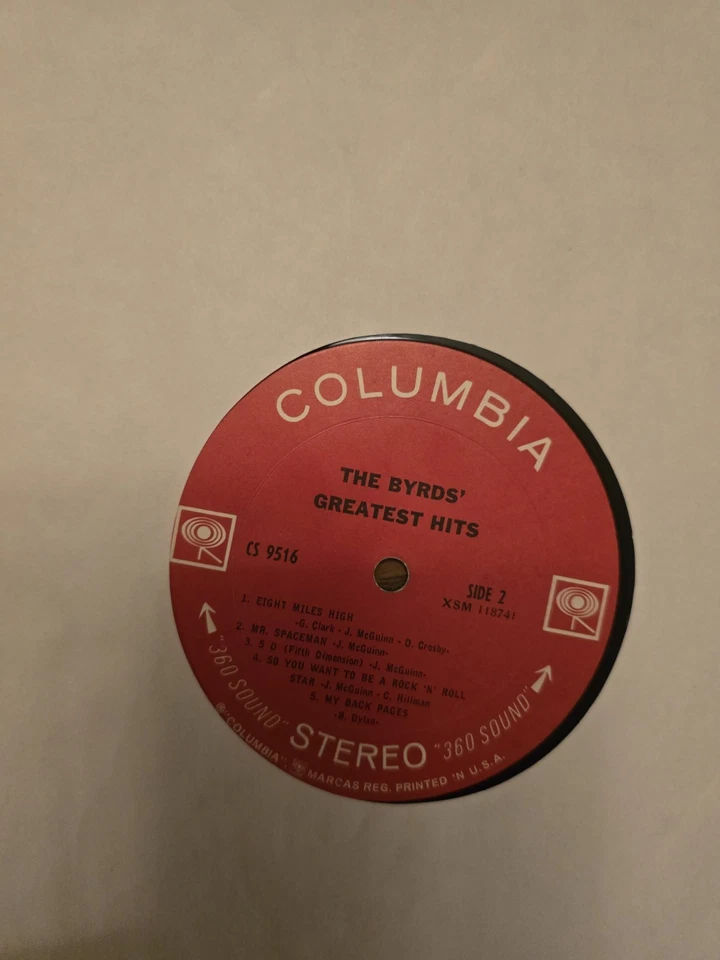 COLUMBIA
THE BYRDS'
GREATEST HITS
CS 9516
SIDE 2
XSM 118741
1. EIGHT MILES HIGH
-G. Clark - J. McGuinn - D. Crosby-
2. MR. SPACEMAN -J. McGuinn-
3. 5 D (Fifth Dimension) -J. McGuinn-
4. SO YOU WANT TO BE A ROCK 'N' ROLL
STAR -J. McGuinn - C. Hillman
5. MY BACK PAGES
-B. Dylan-
"360 SOUND" STEREO "360 SOUND"
® "COLUMBIA", MARCAS REG. PRINTED 'N U.S.A.